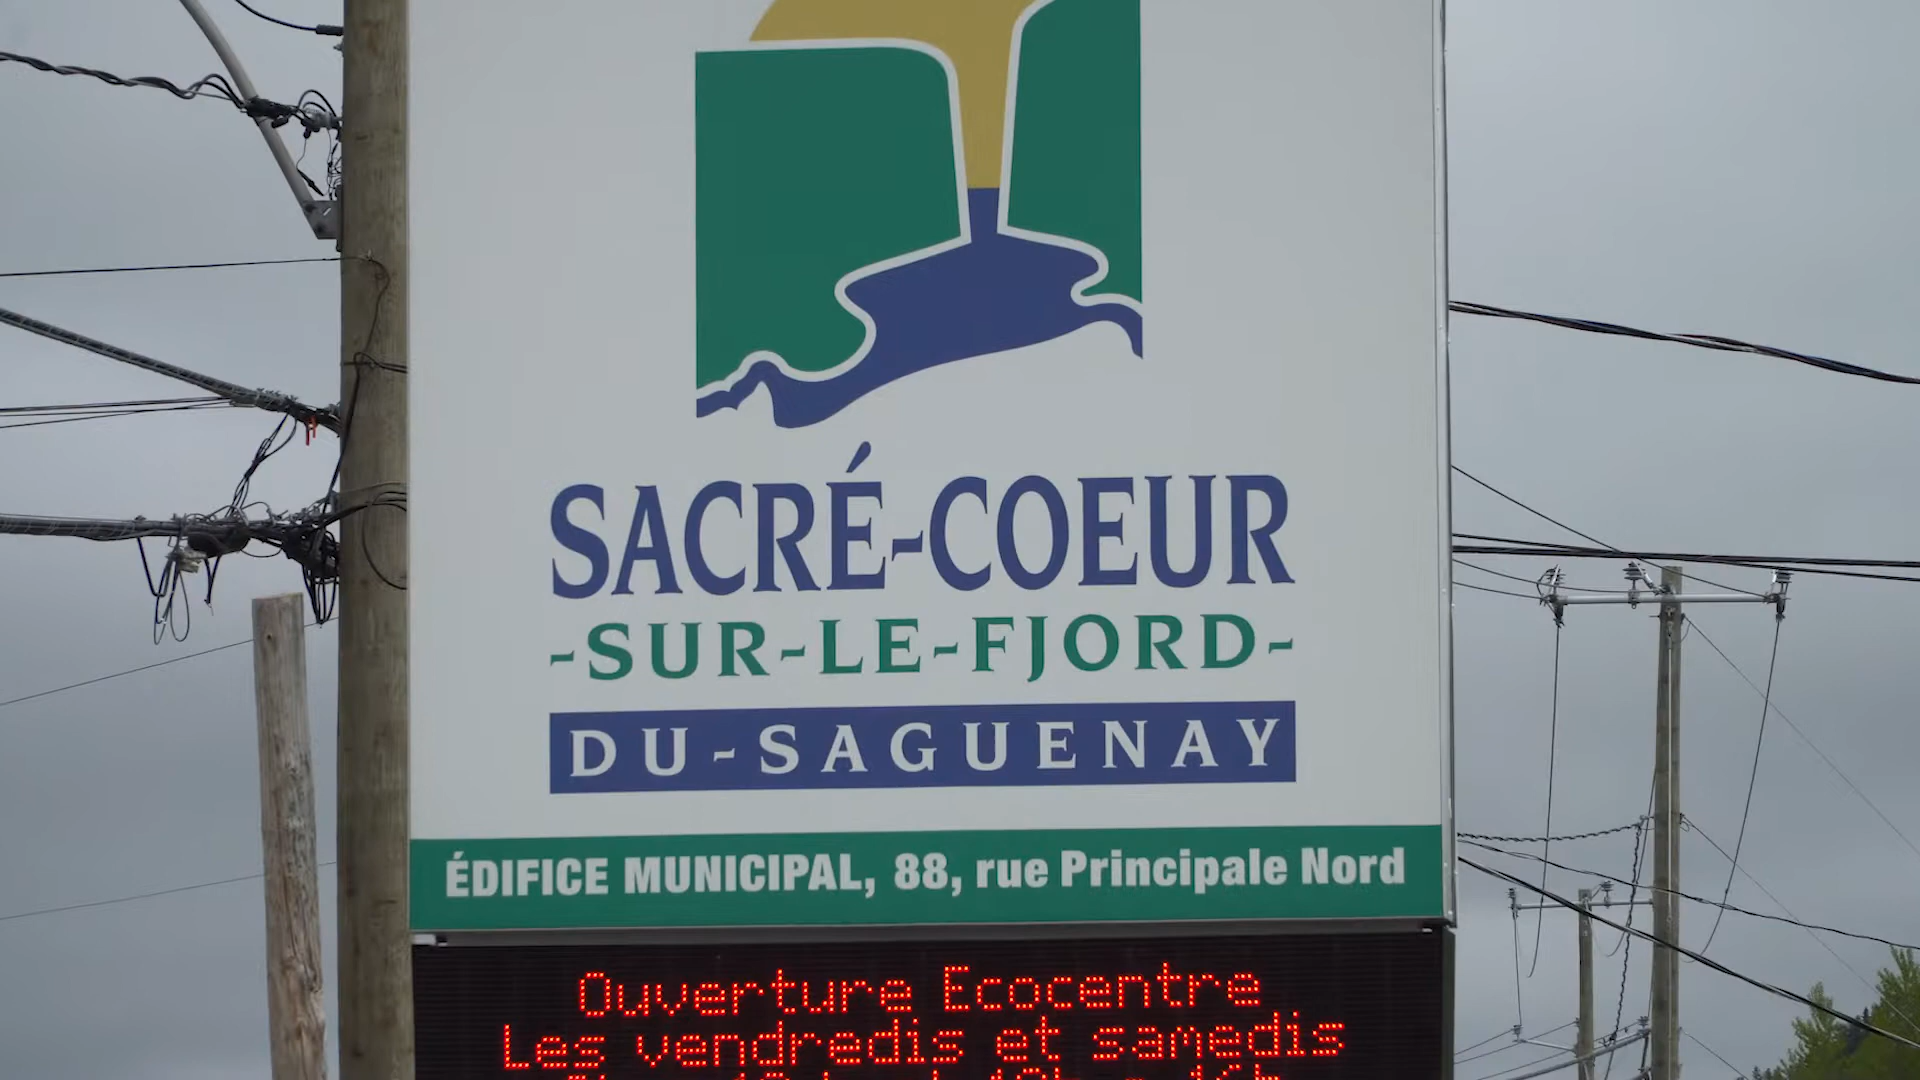 SACRÉ-COEUR
-SUR-LE-FJORD-
DU-SAGUENAY
ÉDIFICE MUNICIPAL, 88, rue Principale Nord
Ouverture Ecocentre
Les vendredis et samedis